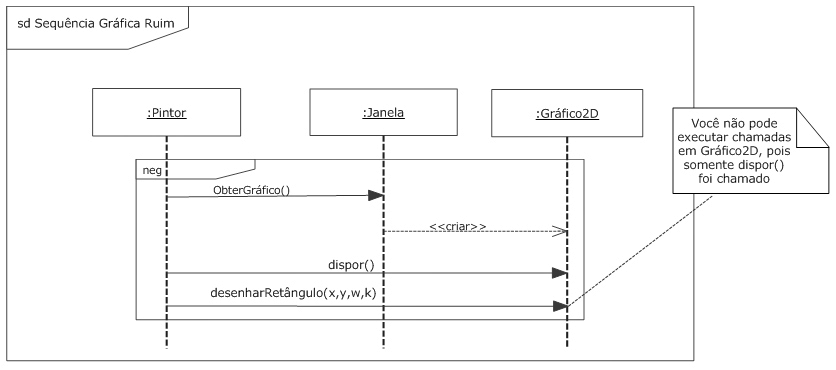 sd Sequência Gráfica Ruim
:Pintor
:Janela
:Gráfico2D
Você não pode
executar chamadas
em Gráfico2D, pois
somente dispor()
foi chamado
neg
ObterGráfico()
<<criar>>
dispor()
desenharRetângulo(x,y,w,k)